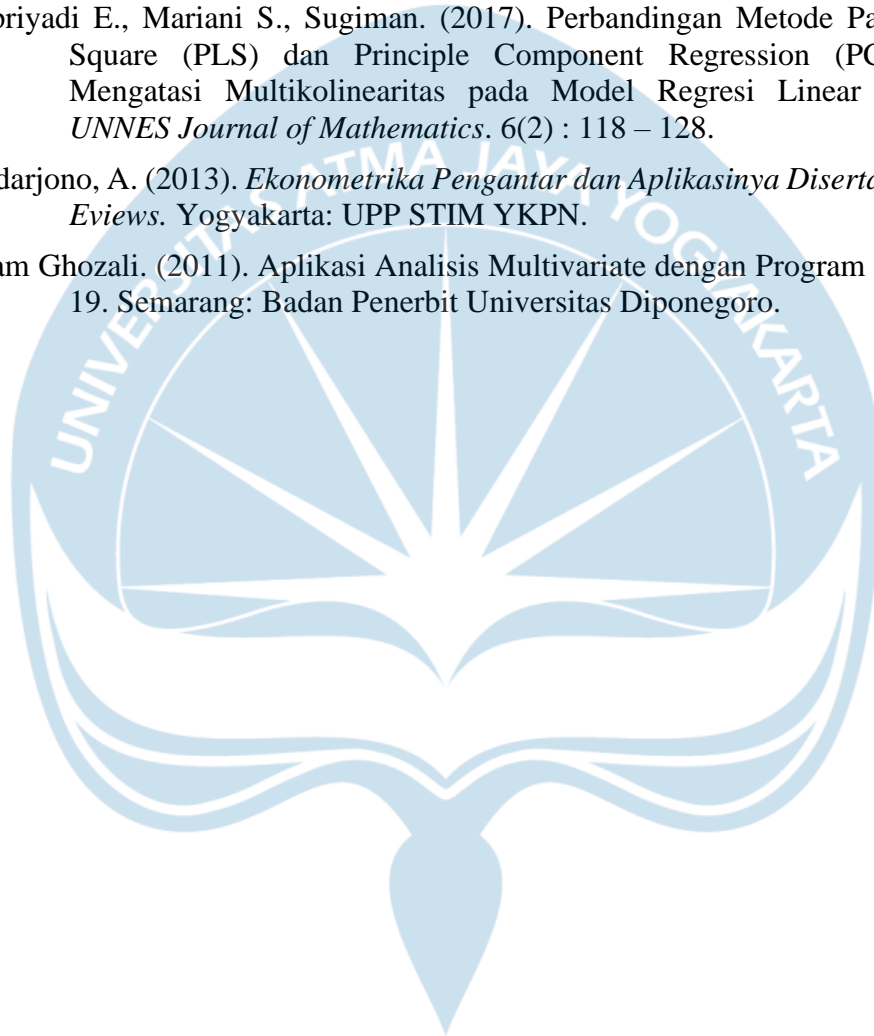 priyadi E., Mariani S., Sugiman. (2017). Perbandingan Metode Pa
Square (PLS) dan Principle Component Regression (PC
Mengatasi Multikolinearitas pada Model Regresi Linear
UNNES Journal of Mathematics. 6(2) : 118 – 128.
darjono, A. (2013). Ekonometrika Pengantar dan Aplikasinya Diserta
Eviews. Yogyakarta: UPP STIM YKPN.
am Ghozali. (2011). Aplikasi Analisis Multivariate dengan Program
19. Semarang: Badan Penerbit Universitas Diponegoro.
UNIVERSITAS ATMA JAYA YOGYAKARTA